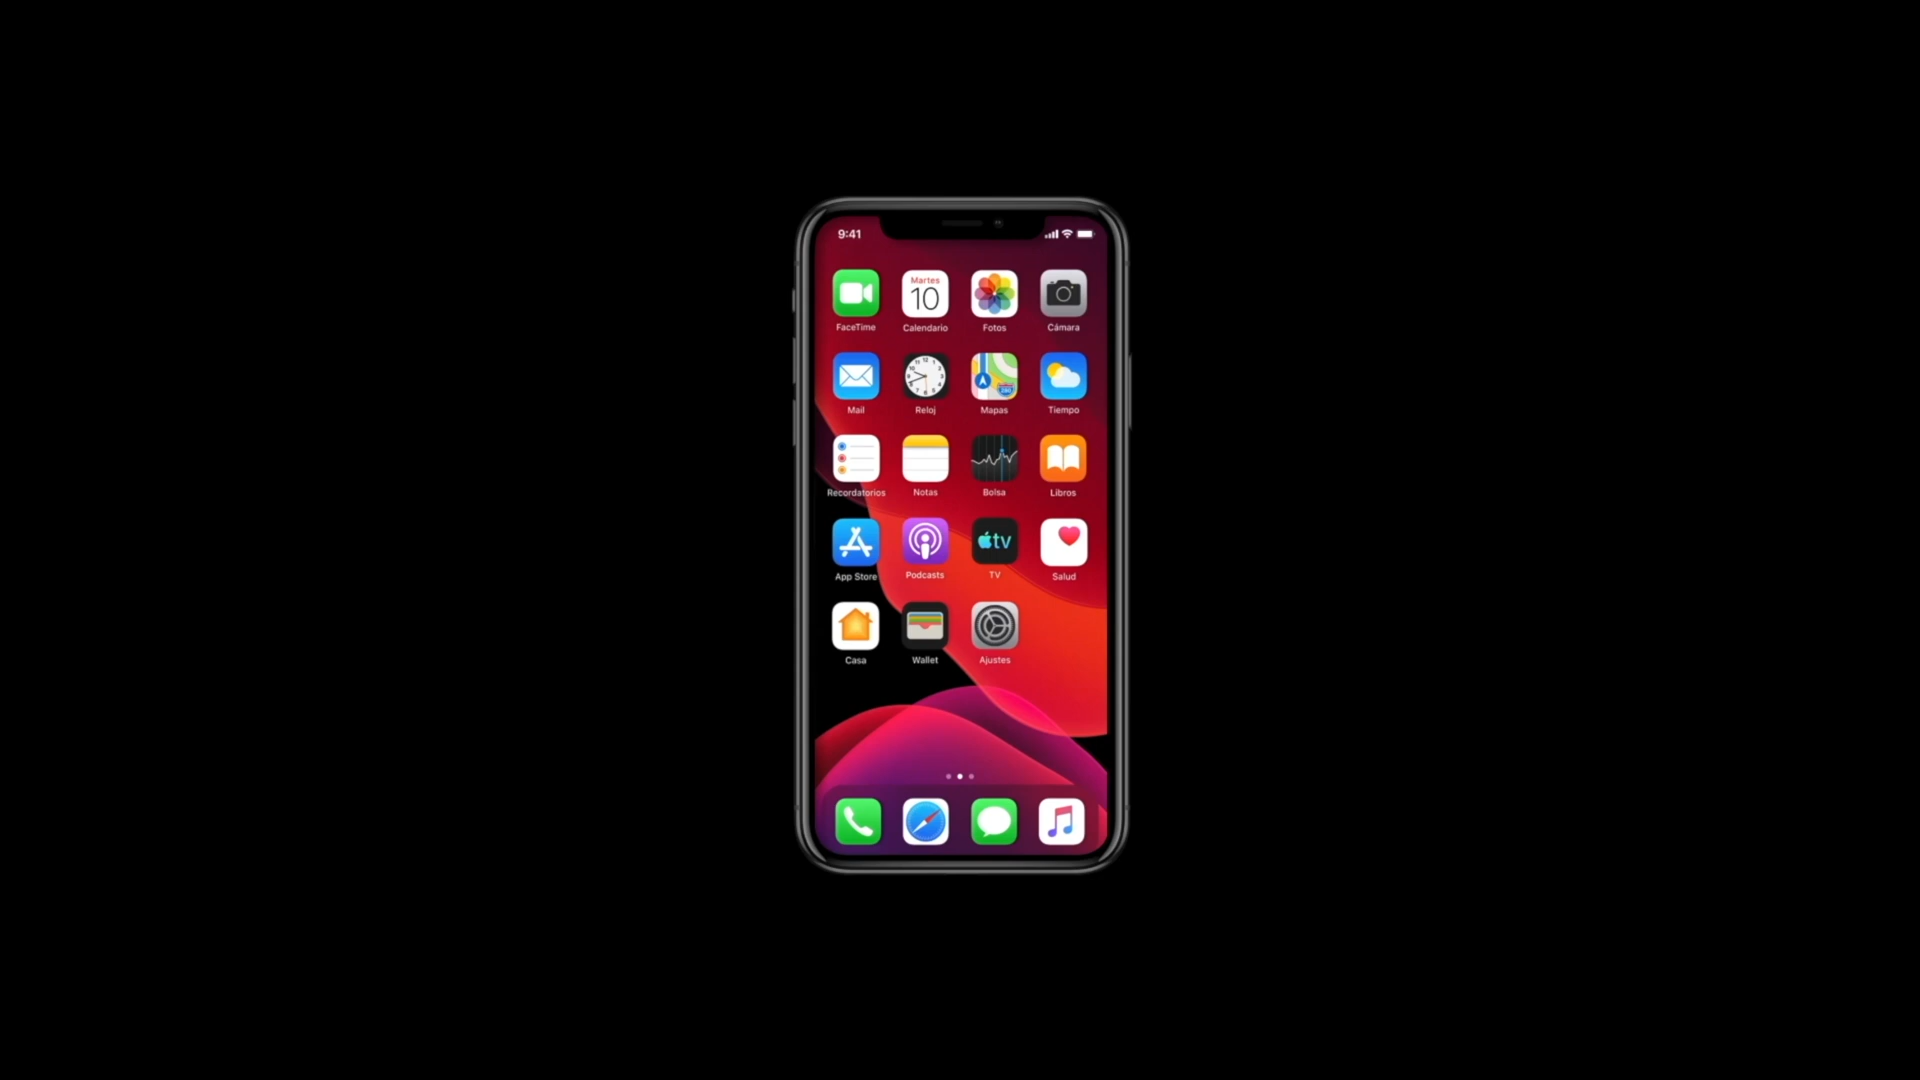 9:41
Martes
10
FaceTime
Calendario
Fotos
Cámara
Mail
Reloj
Mapas
Tiempo
Recordatorios
Notas
Bolsa
Libros
tv
App Store
Podcasts
TV
Salud
Casa
Wallet
Ajustes